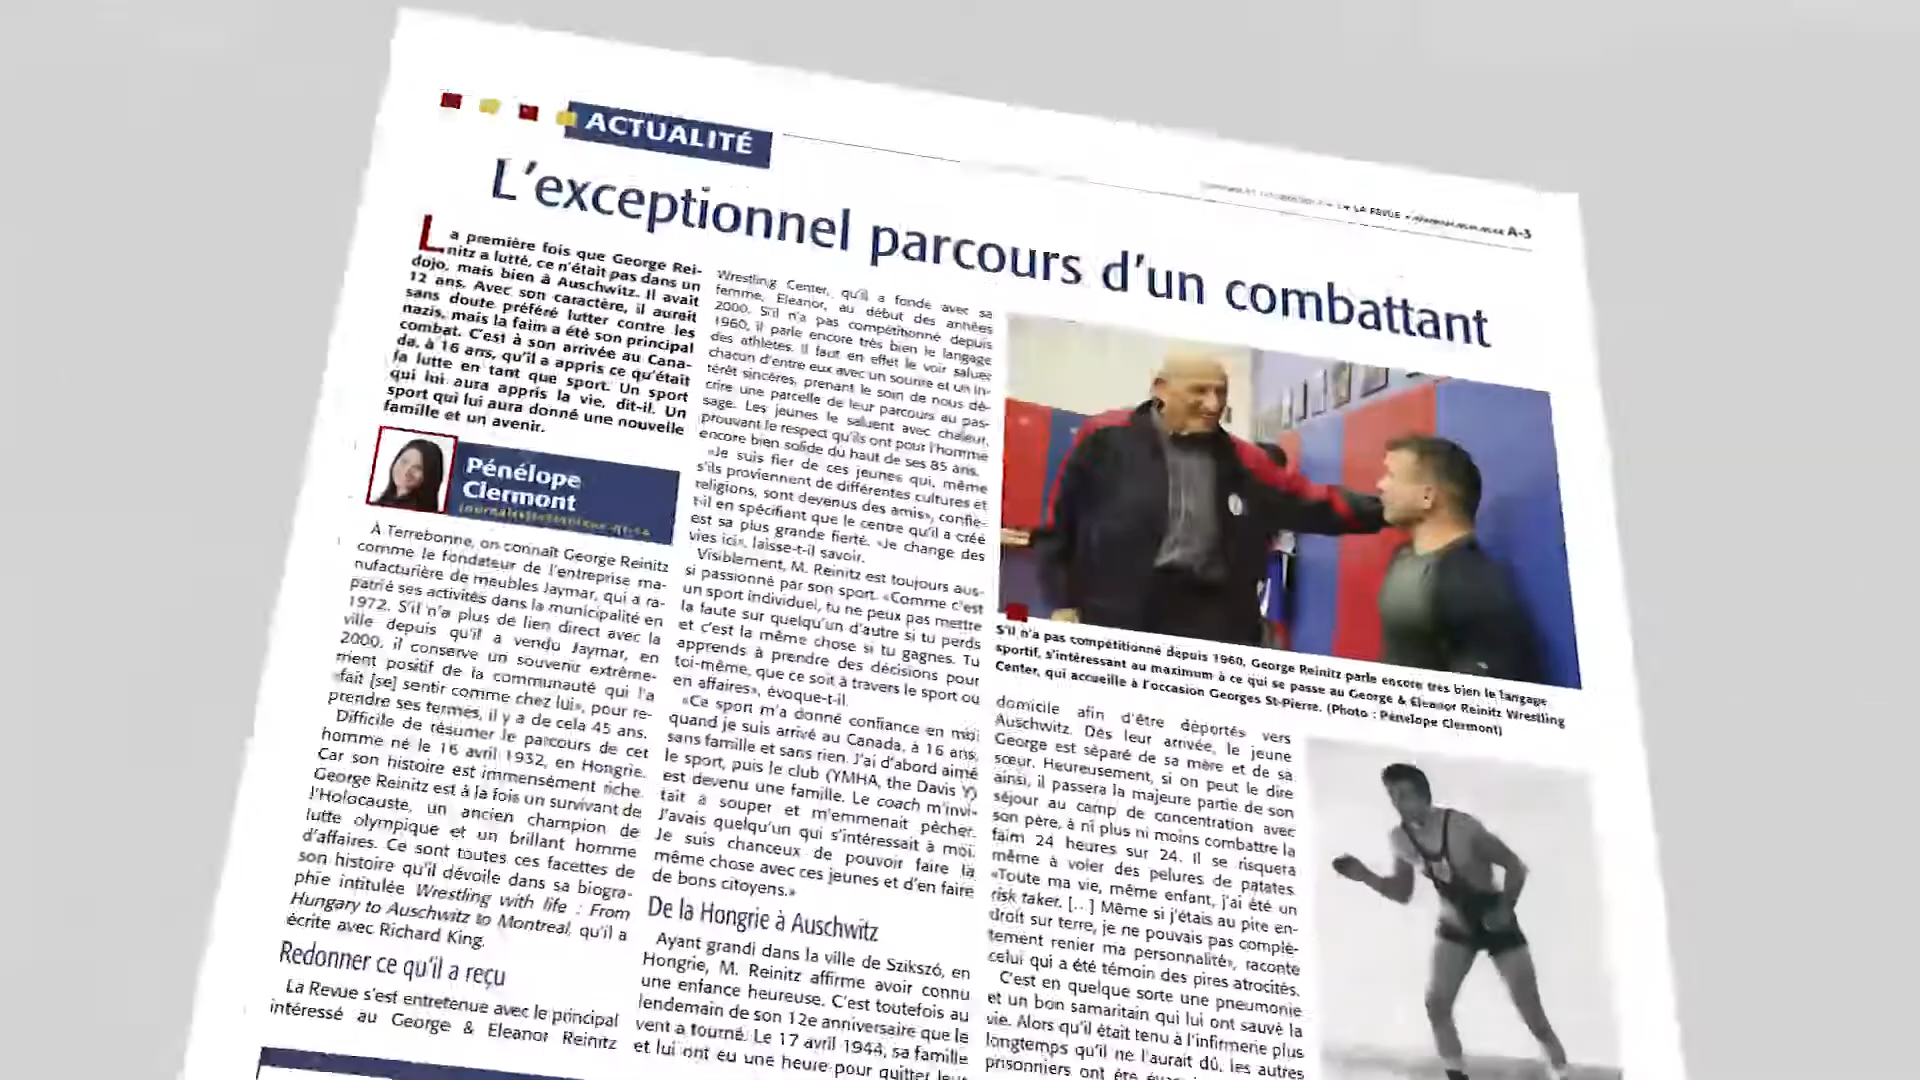 ACTUALITÉ
LA REVUE
A-3
L'exceptionnel parcours d'un combattant
La première fois que George Rei-
nitz a lutté, ce n'était pas dans un
dojo, mais bien à Auschwitz. Il avait
12 ans. Avec son caractère, il aurait
sans doute préféré lutter contre les
nazis, mais la faim a été son principal
combat. C'est à son arrivée au Cana-
da, à 16 ans, qu'il a appris ce qu'était
la lutte en tant que sport. Un sport
qui lui aura appris la vie, dit-il. Un
sport qui lui aura donné une nouvelle
famille et un avenir.
Pénélope
Clermont
À Terrebonne, on connaît George Reinitz
comme le fondateur de l'entreprise ma-
nufacturière de meubles Jaymar, qui a ra-
patrié ses activités dans la municipalité en
1972. S'il n'a plus de lien direct avec la
ville depuis qu'il a vendu Jaymar, en
2000, il conserve un souvenir extrême-
ment positif de la communauté qui l'a
«fait [se] sentir comme chez lui», pour re-
prendre ses termes, il y a de cela 45 ans.
Difficile de résumer le parcours de cet
homme né le 16 avril 1932, en Hongrie.
Car son histoire est immensément riche.
George Reinitz est à la fois un survivant de
l'Holocauste, un ancien champion de
lutte olympique et un brillant homme
d'affaires. Ce sont toutes ces facettes de
son histoire qu'il dévoile dans sa biogra-
phie intitulée Wrestling with life : From
Hungary to Auschwitz to Montreal, qu'il a
écrite avec Richard King.
Redonner ce qu'il a reçu
La Revue s'est entretenue avec le principal
intéressé au George & Eleanor Reinitz
Wrestling Center, qu'il a fondé avec sa
femme, Eleanor, au début des années
2000. S'il n'a pas compétitionné depuis
1960, il parle encore très bien le langage
des athlètes. Il faut en effet le voir saluer
chacun d'entre eux avec un sourire et un in-
térêt sincères, prenant le soin de nous dé-
crire une parcelle de leur parcours au pas-
sage. Les jeunes le saluent avec chaleur,
prouvant le respect qu'ils ont pour l'homme
encore bien solide du haut de ses 85 ans.
«Je suis fier de ces jeunes qui, même
s'ils proviennent de différentes cultures et
religions, sont devenus des amis», confie-
t-il en spécifiant que le centre qu'il a créé
est sa plus grande fierté. «Je change des
vies ici», laisse-t-il savoir.
Visiblement, M. Reinitz est toujours aus-
si passionné par son sport. «Comme c'est
un sport individuel, tu ne peux pas mettre
la faute sur quelqu'un d'autre si tu perds
et c'est la même chose si tu gagnes. Tu
apprends à prendre des décisions pour
toi-même, que ce soit à travers le sport ou
en affaires», évoque-t-il.
«Ce sport m'a donné confiance en moi
quand je suis arrivé au Canada, à 16 ans,
sans famille et sans rien. J'ai d'abord aimé
le sport, puis le club (YMHA, the Davis Y)
est devenu une famille. Le coach m'invi-
tait à souper et m'emmenait pêcher.
J'avais quelqu'un qui s'intéressait à moi.
Je suis chanceux de pouvoir faire la
même chose avec ces jeunes et d'en faire
de bons citoyens.»
De la Hongrie à Auschwitz
Ayant grandi dans la ville de Szikszó, en
Hongrie, M. Reinitz affirme avoir connu
une enfance heureuse. C'est toutefois au
lendemain de son 12e anniversaire que le
vent a tourné. Le 17 avril 1944, sa famille
et lui ont eu une heure pour quitter leur
S'il n'a pas compétitionné depuis 1960, George Reinitz parle encore très bien le langage
sportif, s'intéressant au maximum à ce qui se passe au George & Eleanor Reinitz Wrestling
Center, qui accueille à l'occasion Georges St-Pierre. (Photo : Pénélope Clermont)
domicile afin d'être déportés vers
Auschwitz. Dès leur arrivée, le jeune
George est séparé de sa mère et de sa
sœur. Heureusement, si on peut le dire
ainsi, il passera la majeure partie de son
séjour au camp de concentration avec
son père, à ni plus ni moins combattre la
faim 24 heures sur 24. Il se risquera
même à voler des pelures de patates.
«Toute ma vie, même enfant, j'ai été un
risk taker. [...] Même si j'étais au pire en-
droit sur terre, je ne pouvais pas complè-
tement renier ma personnalité», raconte
celui qui a été témoin des pires atrocités.
C'est en quelque sorte une pneumonie
et un bon samaritain qui lui ont sauvé la
vie. Alors qu'il était tenu à l'infirmerie plus
longtemps qu'il ne l'aurait dû, les autres
prisonniers ont été